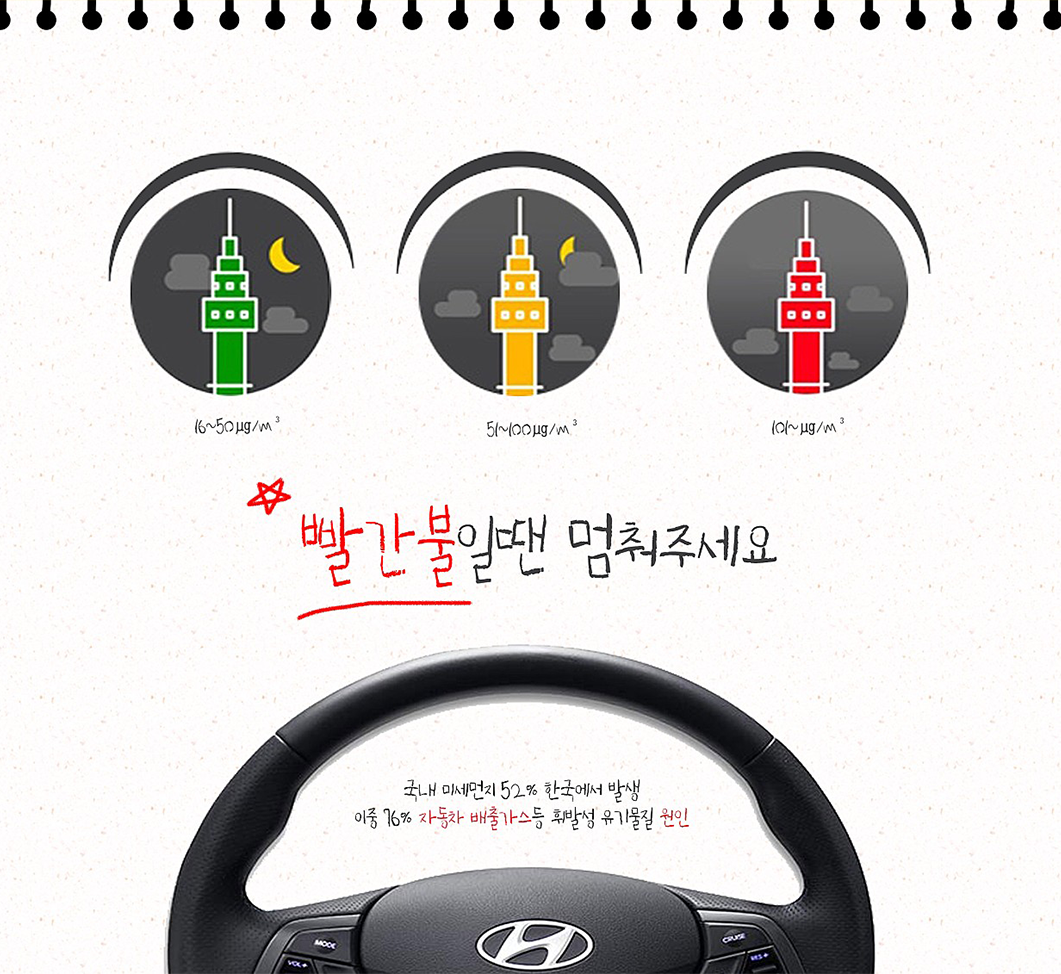 16~50㎍/m³
51~100㎍/m³
101~㎍/m³
빨간불일땐 멈춰주세요
국내 미세먼지 52% 한국에서 발생
이중 76% 자동차 배출가스등 휘발성 유기물질 원인
MODE
CRUISE
VOL +
RES +